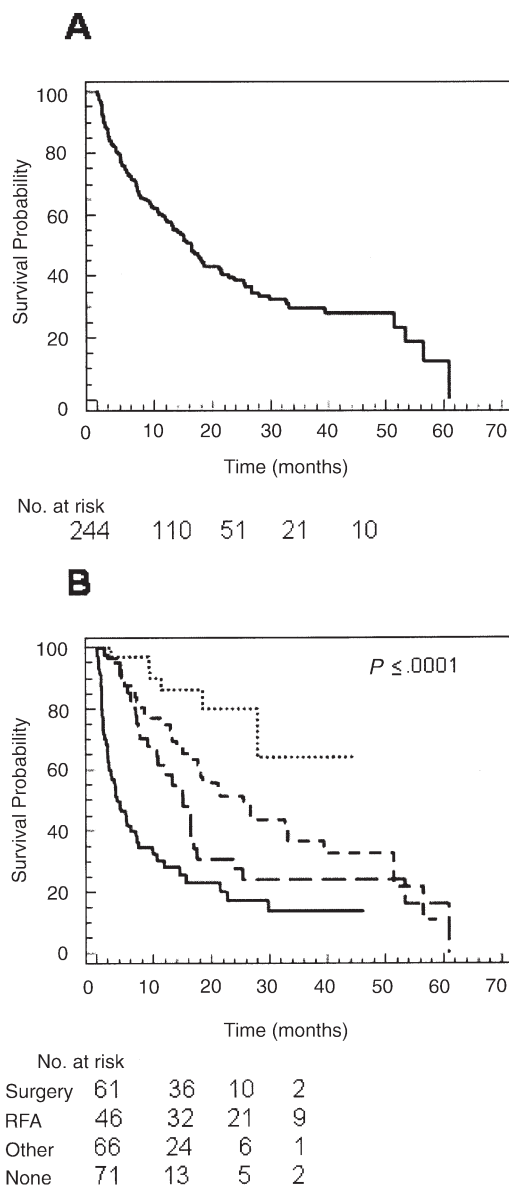 A
Survival Probability
100
80
60
40
20
0
0 10 20 30 40 50 60 70
Time (months)
No. at risk
244 110 51 21 10
B
Survival Probability
100
80
60
40
20
0
P ≤.0001
0 10 20 30 40 50 60 70
Time (months)
No. at risk
Surgery 61 36 10 2
RFA 46 32 21 9
Other 66 24 6 1
None 71 13 5 2